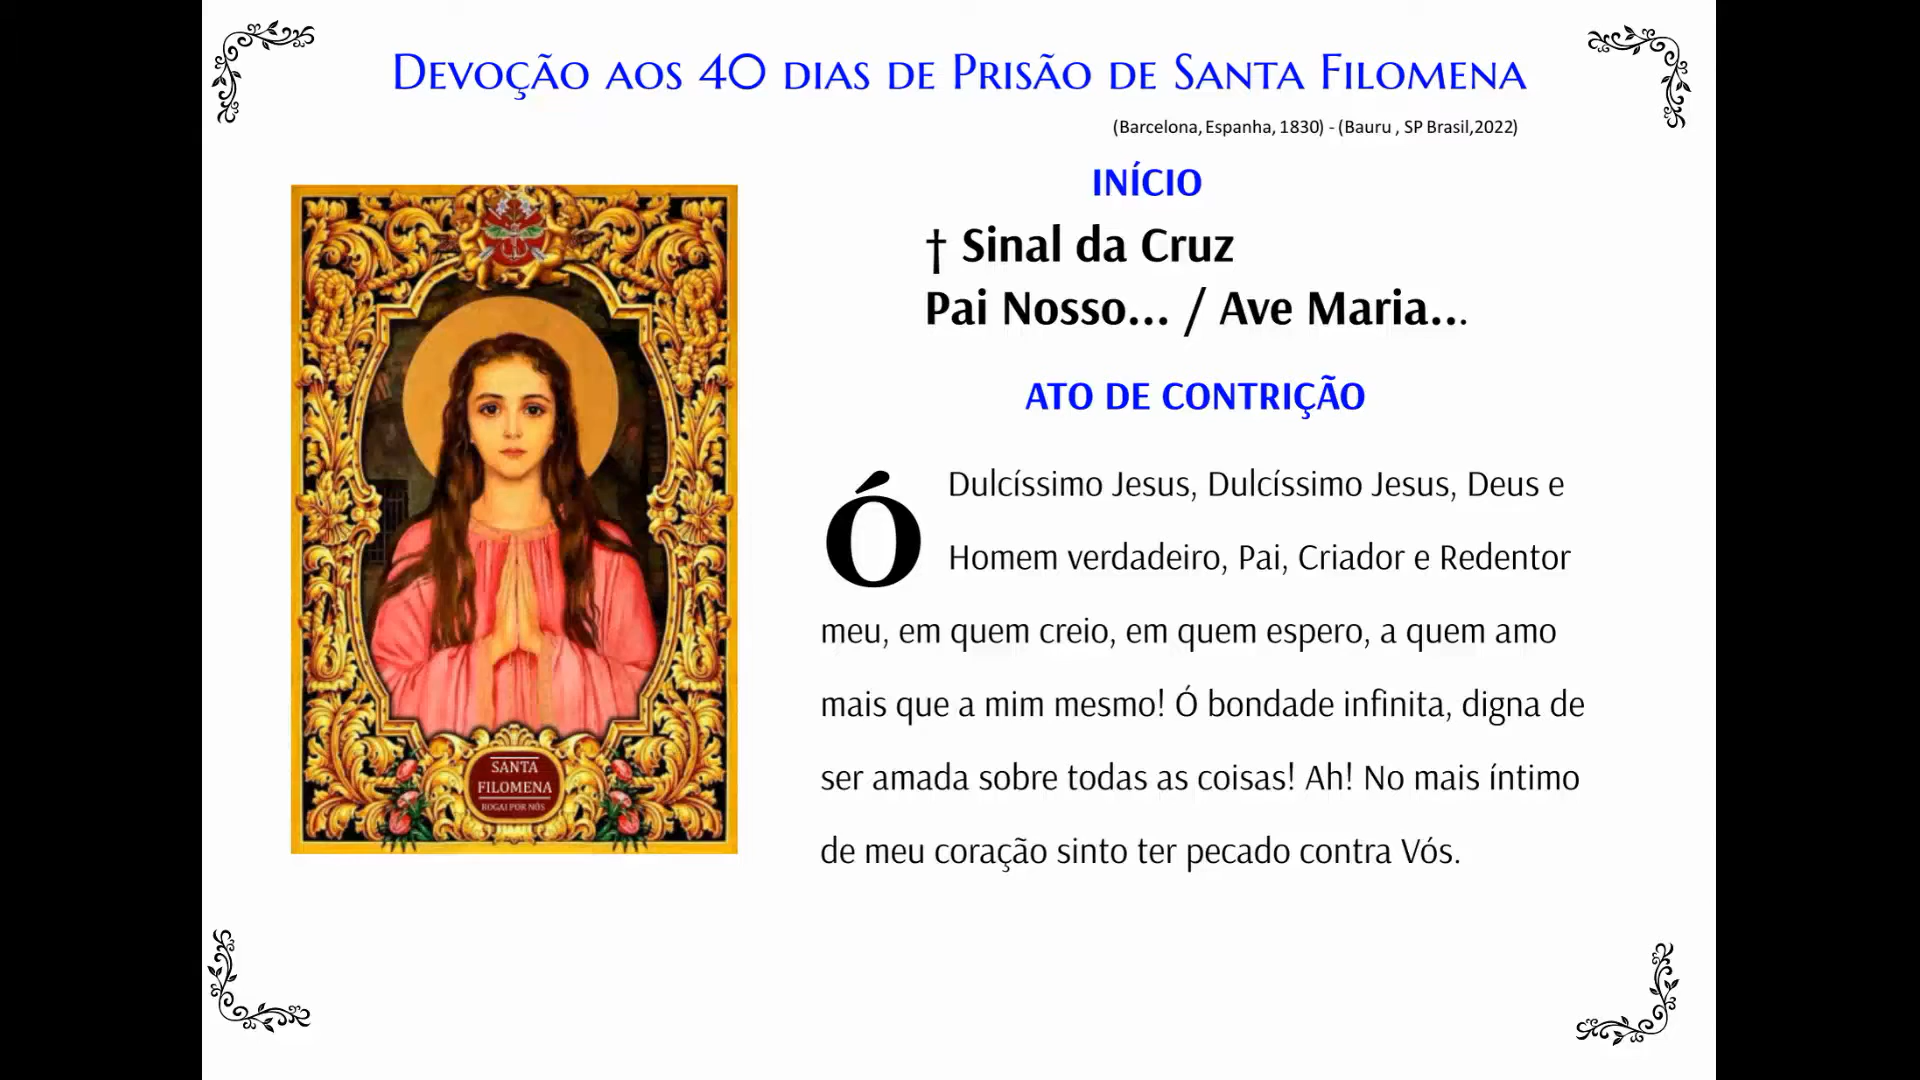 Devoção aos 40 dias de Prisão de Santa Filomena
(Barcelona, Espanha, 1830) - (Bauru , SP Brasil,2022)
INÍCIO
† Sinal da Cruz
Pai Nosso... / Ave Maria...
ATO DE CONTRIÇÃO
Ó Dulcíssimo Jesus, Dulcíssimo Jesus, Deus e
Homem verdadeiro, Pai, Criador e Redentor
meu, em quem creio, em quem espero, a quem amo
mais que a mim mesmo! Ó bondade infinita, digna de
ser amada sobre todas as coisas! Ah! No mais íntimo
de meu coração sinto ter pecado contra Vós.
SANTA
FILOMENA
ROGAI POR NÓS